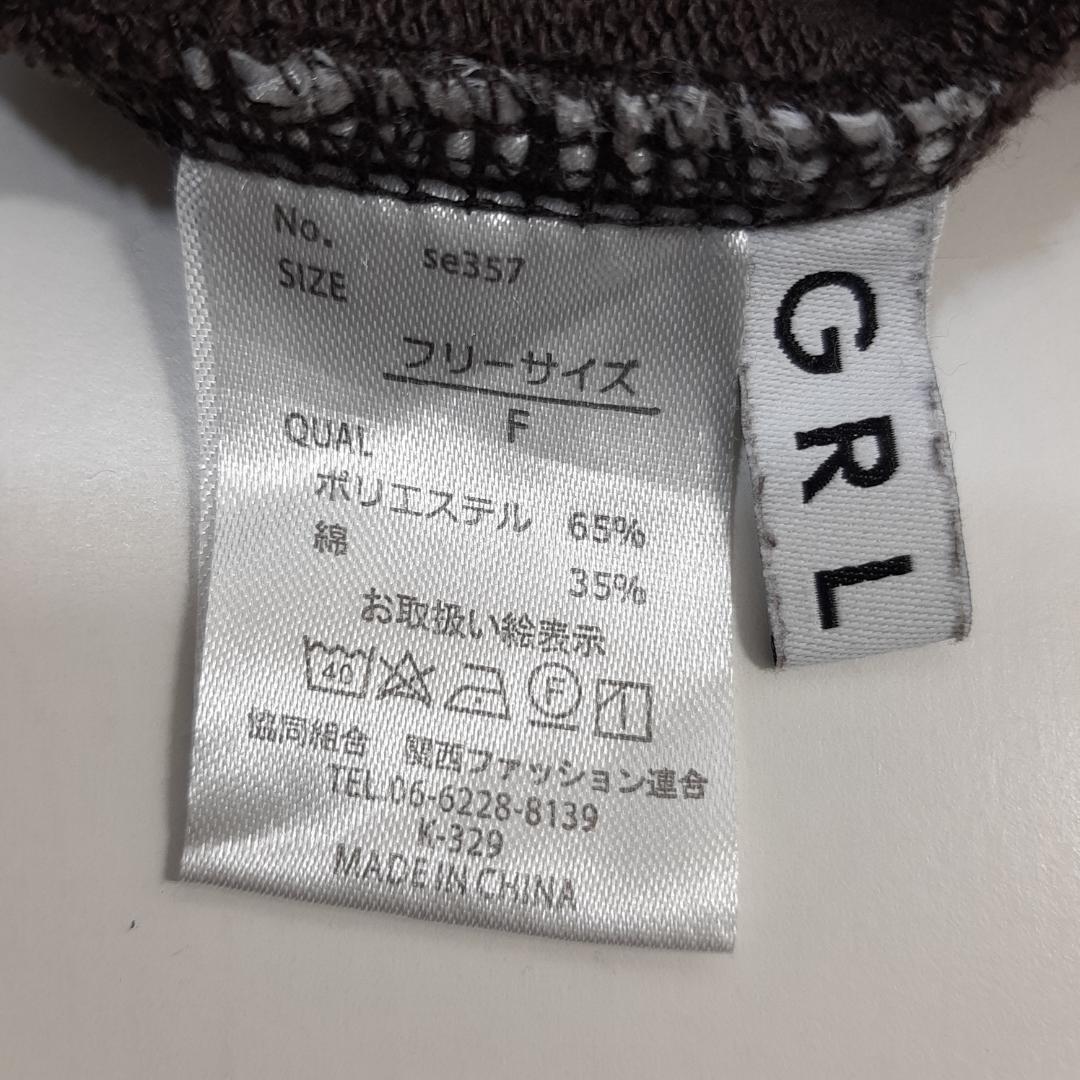 No. se357
SIZE
フリーサイズ
F
QUAL
ポリエステル 65%
綿 35%
お取扱い絵表示
40
F
協同組合 関西ファッション連合
TEL.06-6228-8139
K-329
MADE IN CHINA
GRL